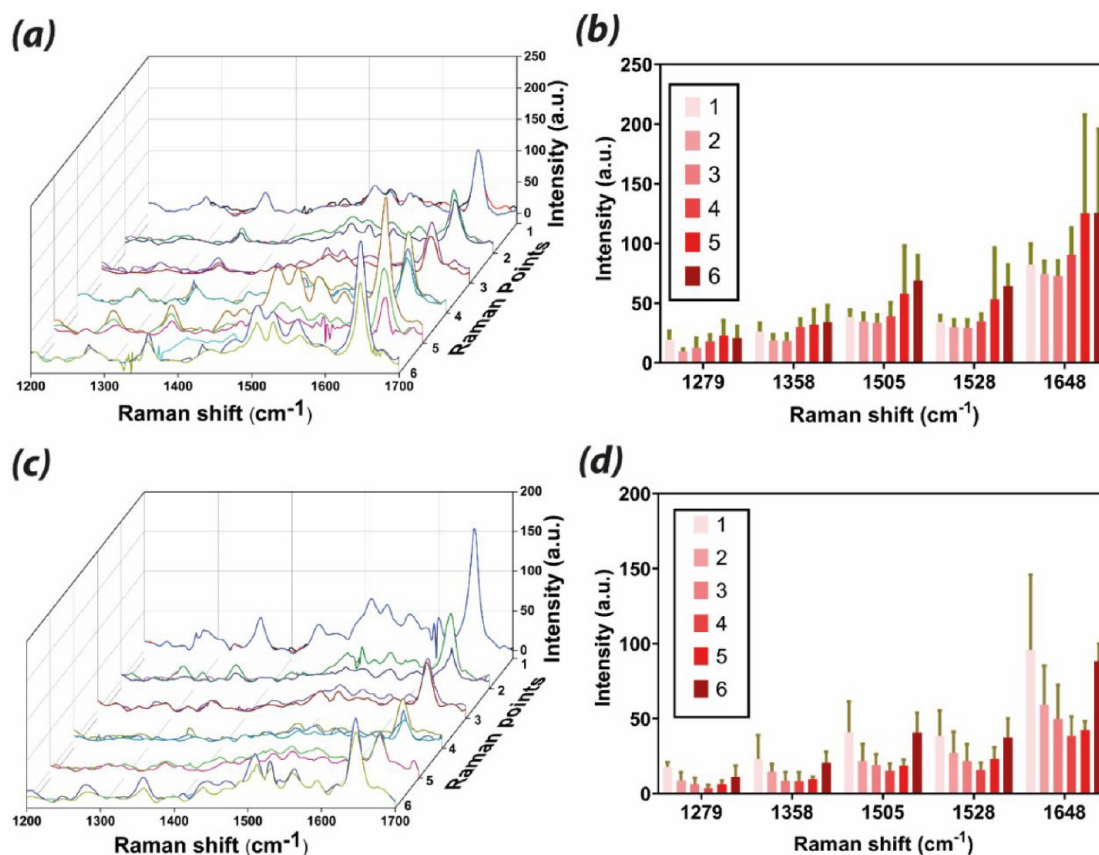 (a)
250
200
150
100
50
0
Intensity (a.u.)
1
2
3
4
5
6
Raman Points
1200 1300 1400 1500 1600 1700
Raman shift (cm-1)
(b)
250
200
150
100
50
0
Intensity (a.u.)
1
2
3
4
5
6
1279 1358 1505 1528 1648
Raman shift (cm-1)
(c)
200
150
100
50
0
Intensity (a.u.)
1
2
3
4
5
6
Raman points
1200 1300 1400 1500 1600 1700
Raman shift (cm-1)
(d)
200
150
100
50
0
Intensity (a.u.)
1
2
3
4
5
6
1279 1358 1505 1528 1648
Raman shift (cm-1)